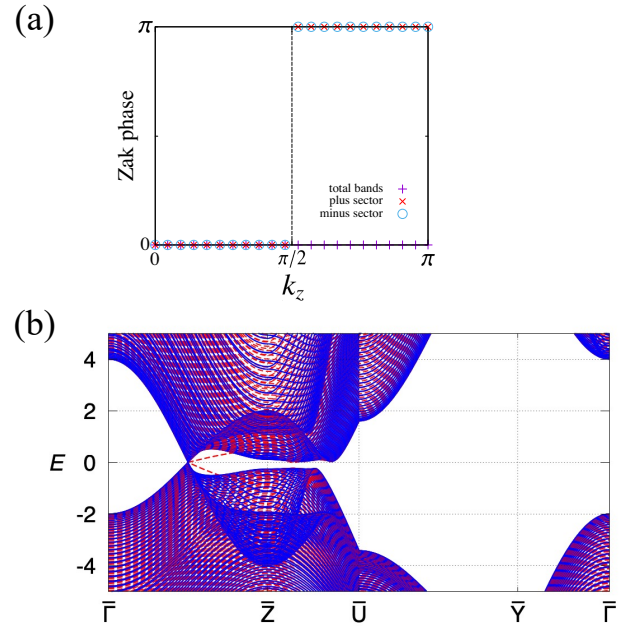 (a)
π
Zak phase
total bands
plus sector
minus sector
0
0
π/2
π
k_z
(b)
4
2
E
0
-2
-4
Γ̅
Z̅
U̅
Y̅
Γ̅